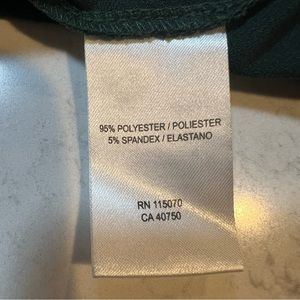 95% POLYESTER / POLIESTER
5% SPANDEX / ELASTANO
RN 115070
CA 40750